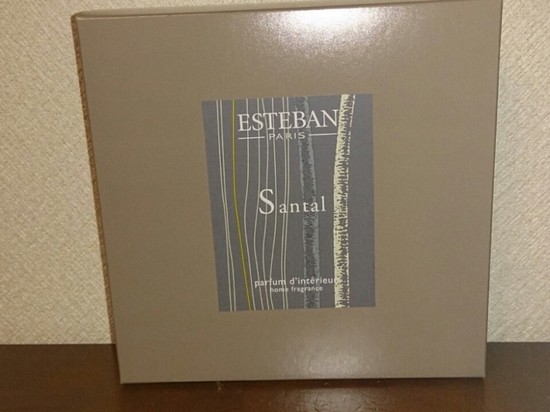 ESTEBAN
PARIS
Santal
parfum d'intérieur
home fragrance